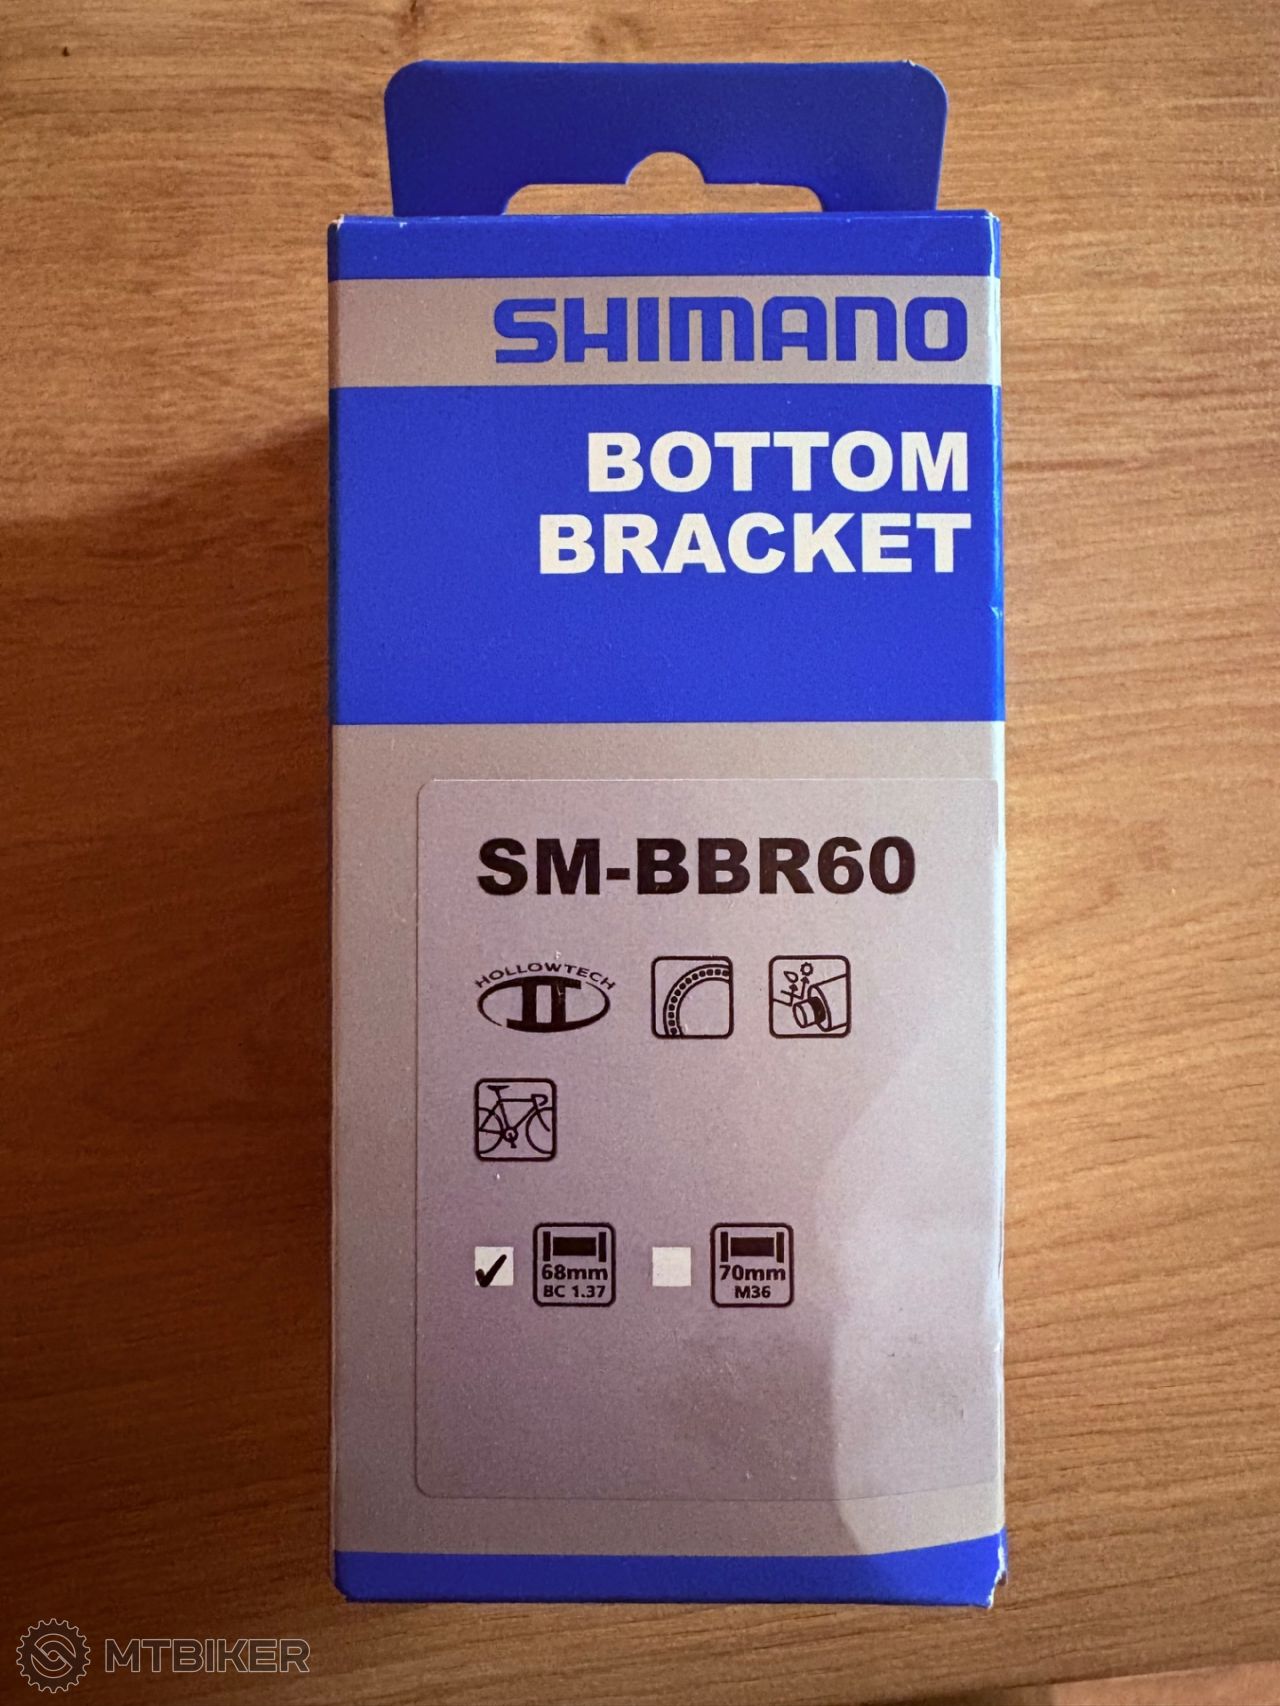 SHIMANO
BOTTOM
BRACKET
SM-BBR60
HOLLOWTECH
II
68mm
BC 1.37
70mm
M36
MTBIKER